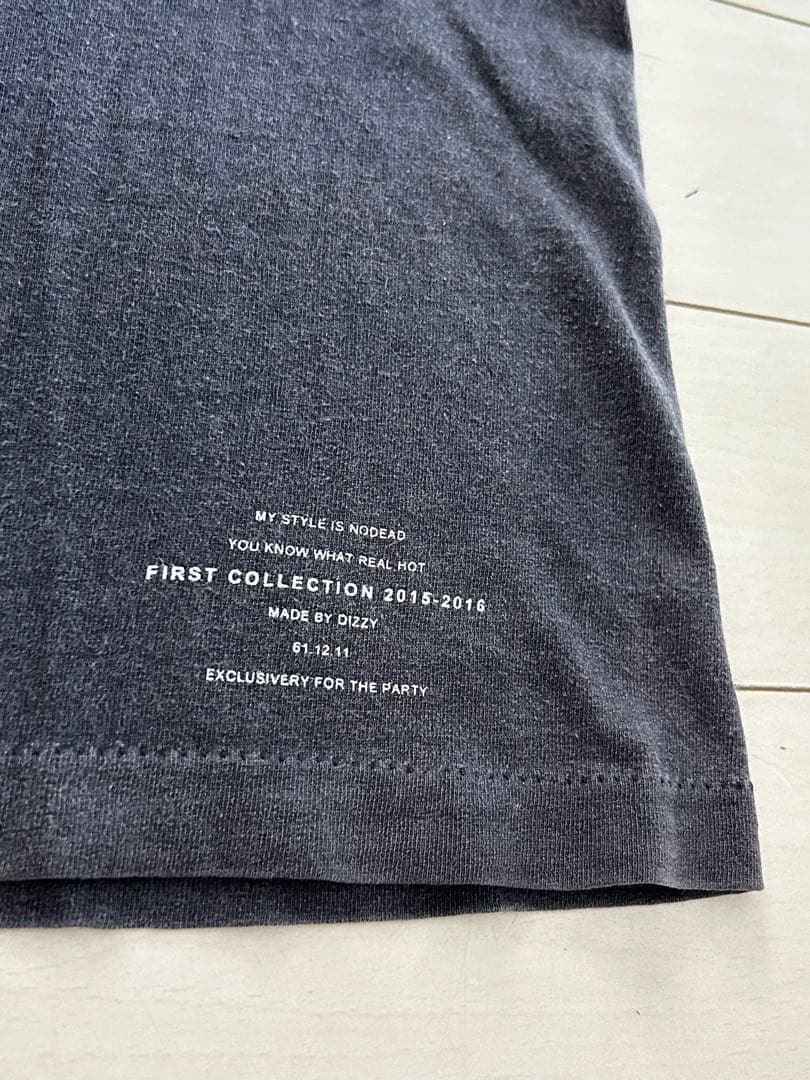 MY STYLE IS NODEAD
YOU KNOW WHAT REAL HOT
FIRST COLLECTION 2015-2016
MADE BY DIZZY
61.12.11
EXCLUSIVERY FOR THE PARTY